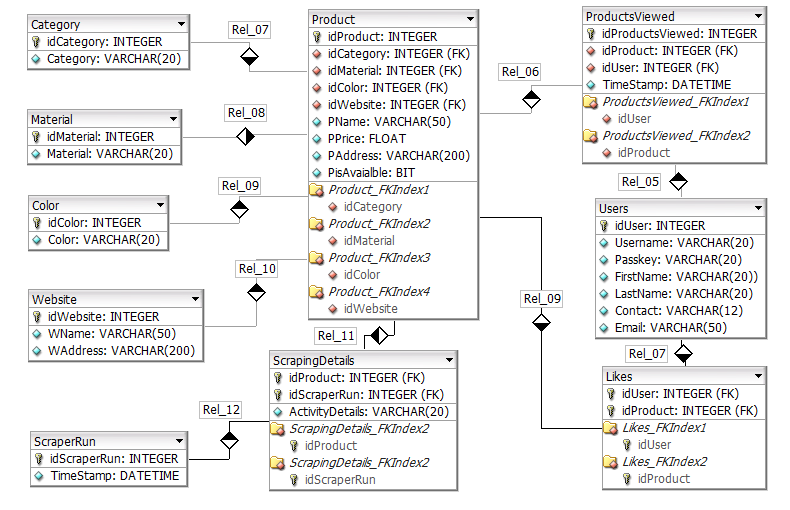 Category
idCategory: INTEGER
Category: VARCHAR(20)
Rel_07
Material
idMaterial: INTEGER
Material: VARCHAR(20)
Rel_08
Color
idColor: INTEGER
Color: VARCHAR(20)
Rel_09
Website
idWebsite: INTEGER
WName: VARCHAR(50)
WAddress: VARCHAR(200)
Rel_10
Product
idProduct: INTEGER
idCategory: INTEGER (FK)
idMaterial: INTEGER (FK)
idColor: INTEGER (FK)
idWebsite: INTEGER (FK)
PName: VARCHAR(50)
PPrice: FLOAT
PAddress: VARCHAR(200)
PisAvaialble: BIT
Product_FKIndex1
idCategory
Product_FKIndex2
idMaterial
Product_FKIndex3
idColor
Product_FKIndex4
idWebsite
Rel_11
ScrapingDetails
idProduct: INTEGER (FK)
idScraperRun: INTEGER (FK)
ActivityDetails: VARCHAR(20)
ScrapingDetails_FKIndex2
idProduct
ScrapingDetails_FKIndex2
idScraperRun
Rel_12
ScraperRun
idScraperRun: INTEGER
TimeStamp: DATETIME
Rel_06
ProductsViewed
idProductsViewed: INTEGER
idProduct: INTEGER (FK)
idUser: INTEGER (FK)
TimeStamp: DATETIME
ProductsViewed_FKIndex1
idUser
ProductsViewed_FKIndex2
idProduct
Rel_05
Users
idUser: INTEGER
Username: VARCHAR(20)
Passkey: VARCHAR(20)
FirstName: VARCHAR(20))
LastName: VARCHAR(20)
Contact: VARCHAR(12)
Email: VARCHAR(50)
Rel_09
Rel_07
Likes
idUser: INTEGER (FK)
idProduct: INTEGER (FK)
Likes_FKIndex1
idUser
Likes_FKIndex2
idProduct